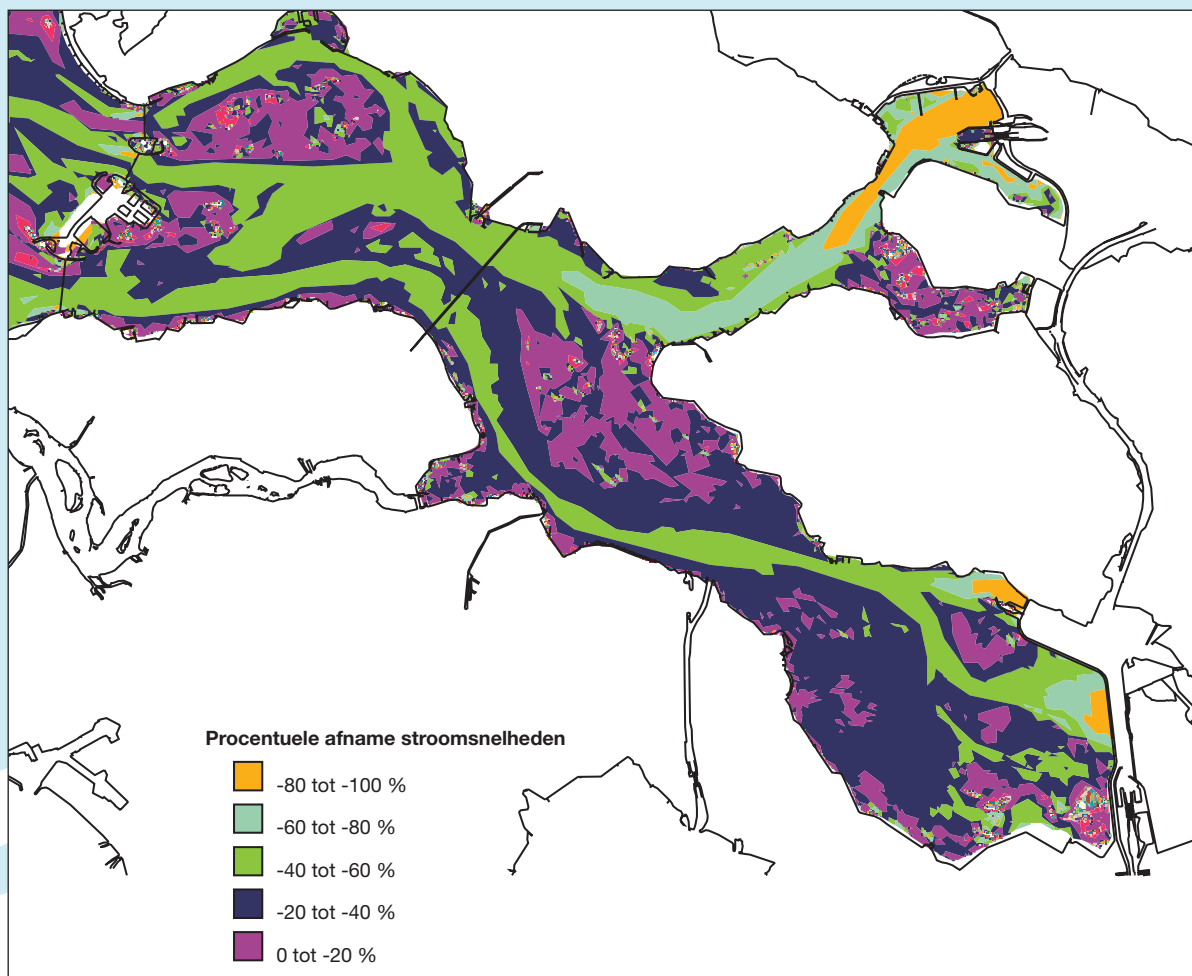 Procentuele afname stroomsnelheden
-80 tot -100 %
-60 tot -80 %
-40 tot -60 %
-20 tot -40 %
0 tot -20 %